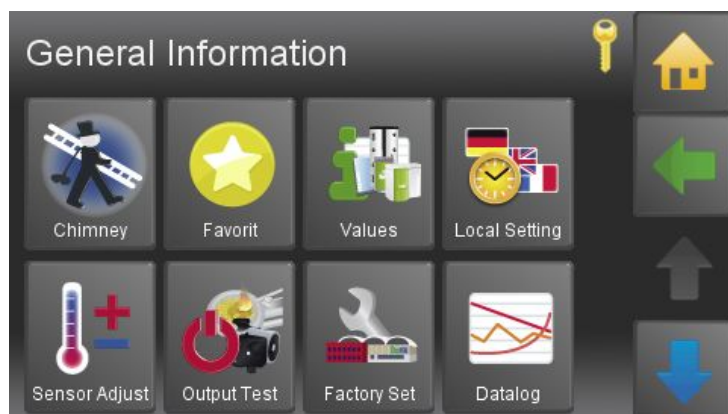 General Information
Chimney
Favorit
Values
Local Setting
Sensor Adjust
Output Test
Factory Set
Datalog